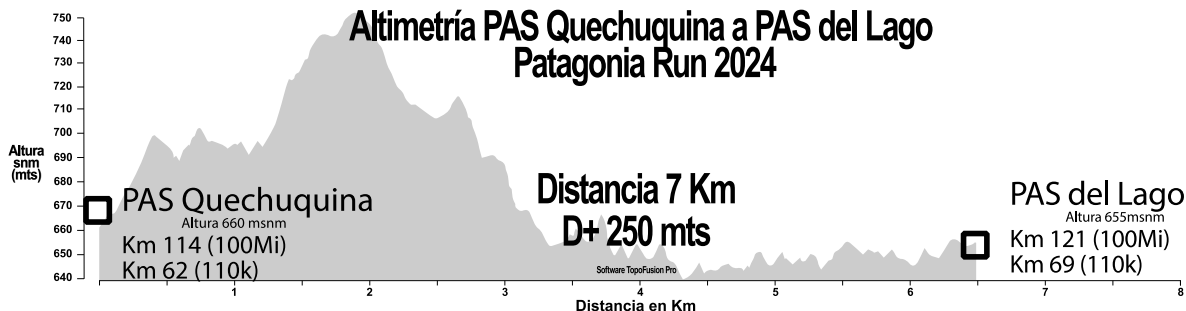 Altimetría PAS Quechuquina a PAS del Lago
Patagonia Run 2024
750
740
730
720
710
700
690
680
670
660
650
640
Altura
snm
(mts)
PAS Quechuquina
Altura 660 msnm
Km 114 (100Mi)
Km 62 (110k)
Distancia 7 Km
D+ 250 mts
Software TopoFusion Pro
PAS del Lago
Altura 655msnm
Km 121 (100Mi)
Km 69 (110k)
1 2 3 4 5 6 7 8
Distancia en Km